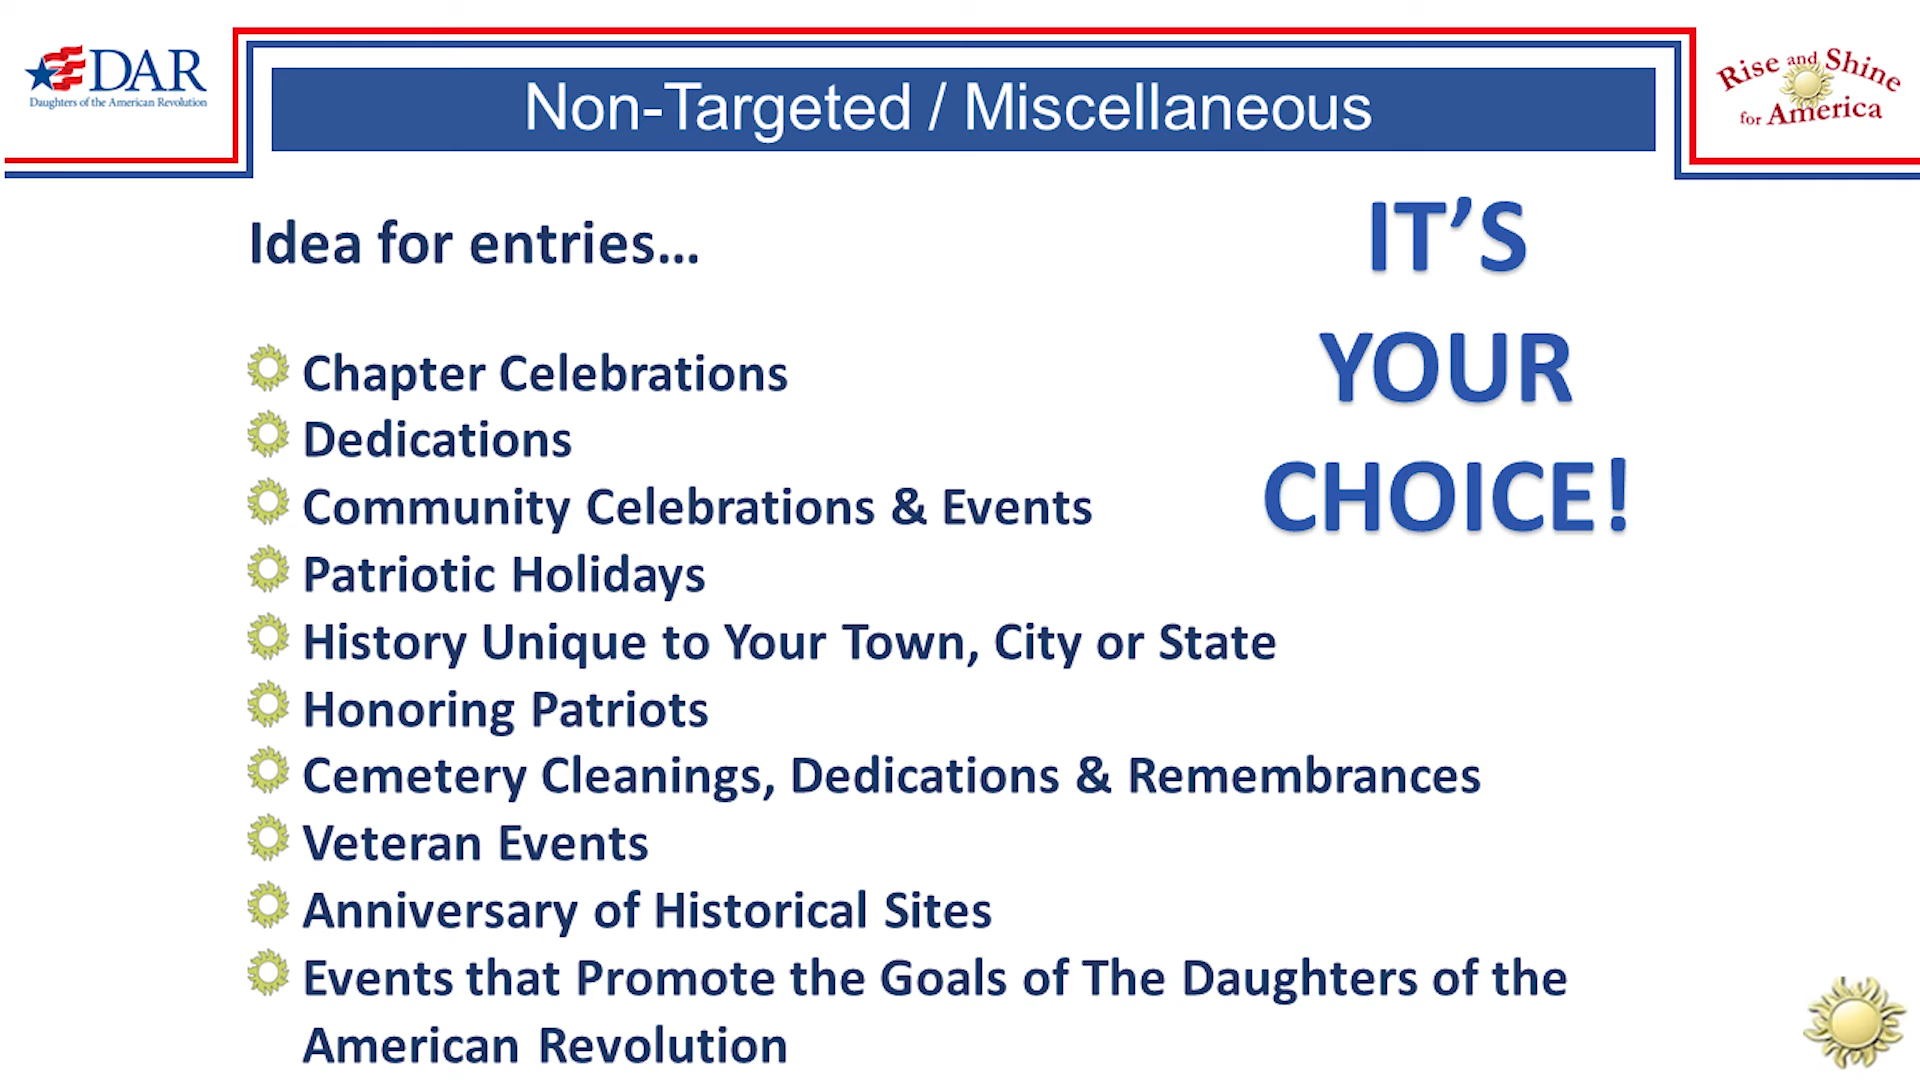 DAR
Daughters of the American Revolution
Non-Targeted / Miscellaneous
Rise and Shine
for America
Idea for entries...
IT’S
YOUR
CHOICE!
Chapter Celebrations
Dedications
Community Celebrations & Events
Patriotic Holidays
History Unique to Your Town, City or State
Honoring Patriots
Cemetery Cleanings, Dedications & Remembrances
Veteran Events
Anniversary of Historical Sites
Events that Promote the Goals of The Daughters of the
American Revolution